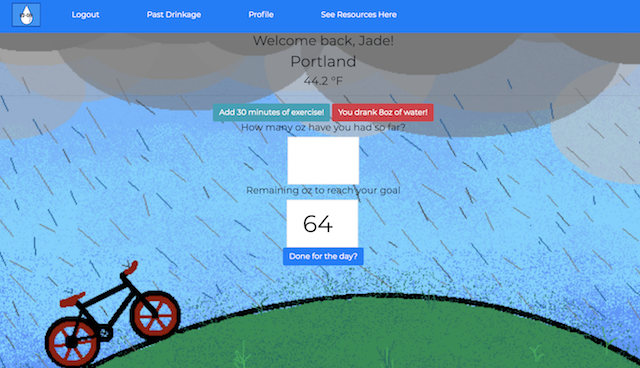 Logout Past Drinkage Profile See Resources Here
Welcome back, Jade!
Portland
44.2 °F
Add 30 minutes of exercise! You drank 8oz of water!
How many oz have you had so far?
Remaining oz to reach your goal
64
Done for the day?